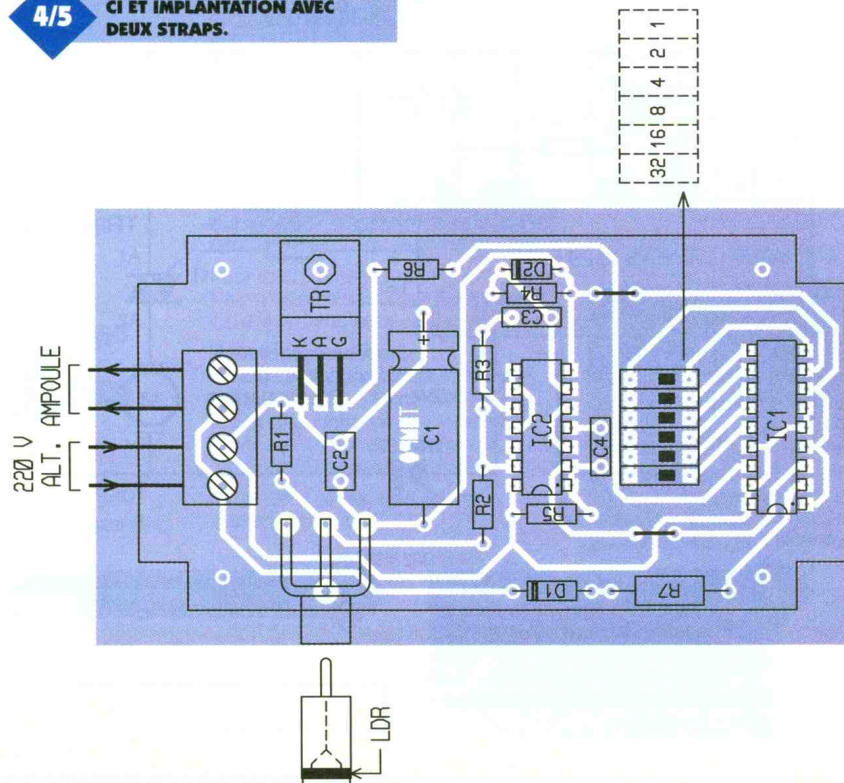 4/5
CI ET IMPLANTATION AVEC
DEUX STRAPS.
1
2
4
8
16
32
220 V
ALT.
AMPOULE
TR
K
A
G
R6
D2
R4
C3
R3
R1
C2
C1
+
IC2
C4
IC1
R2
R5
D1
R7
LDR